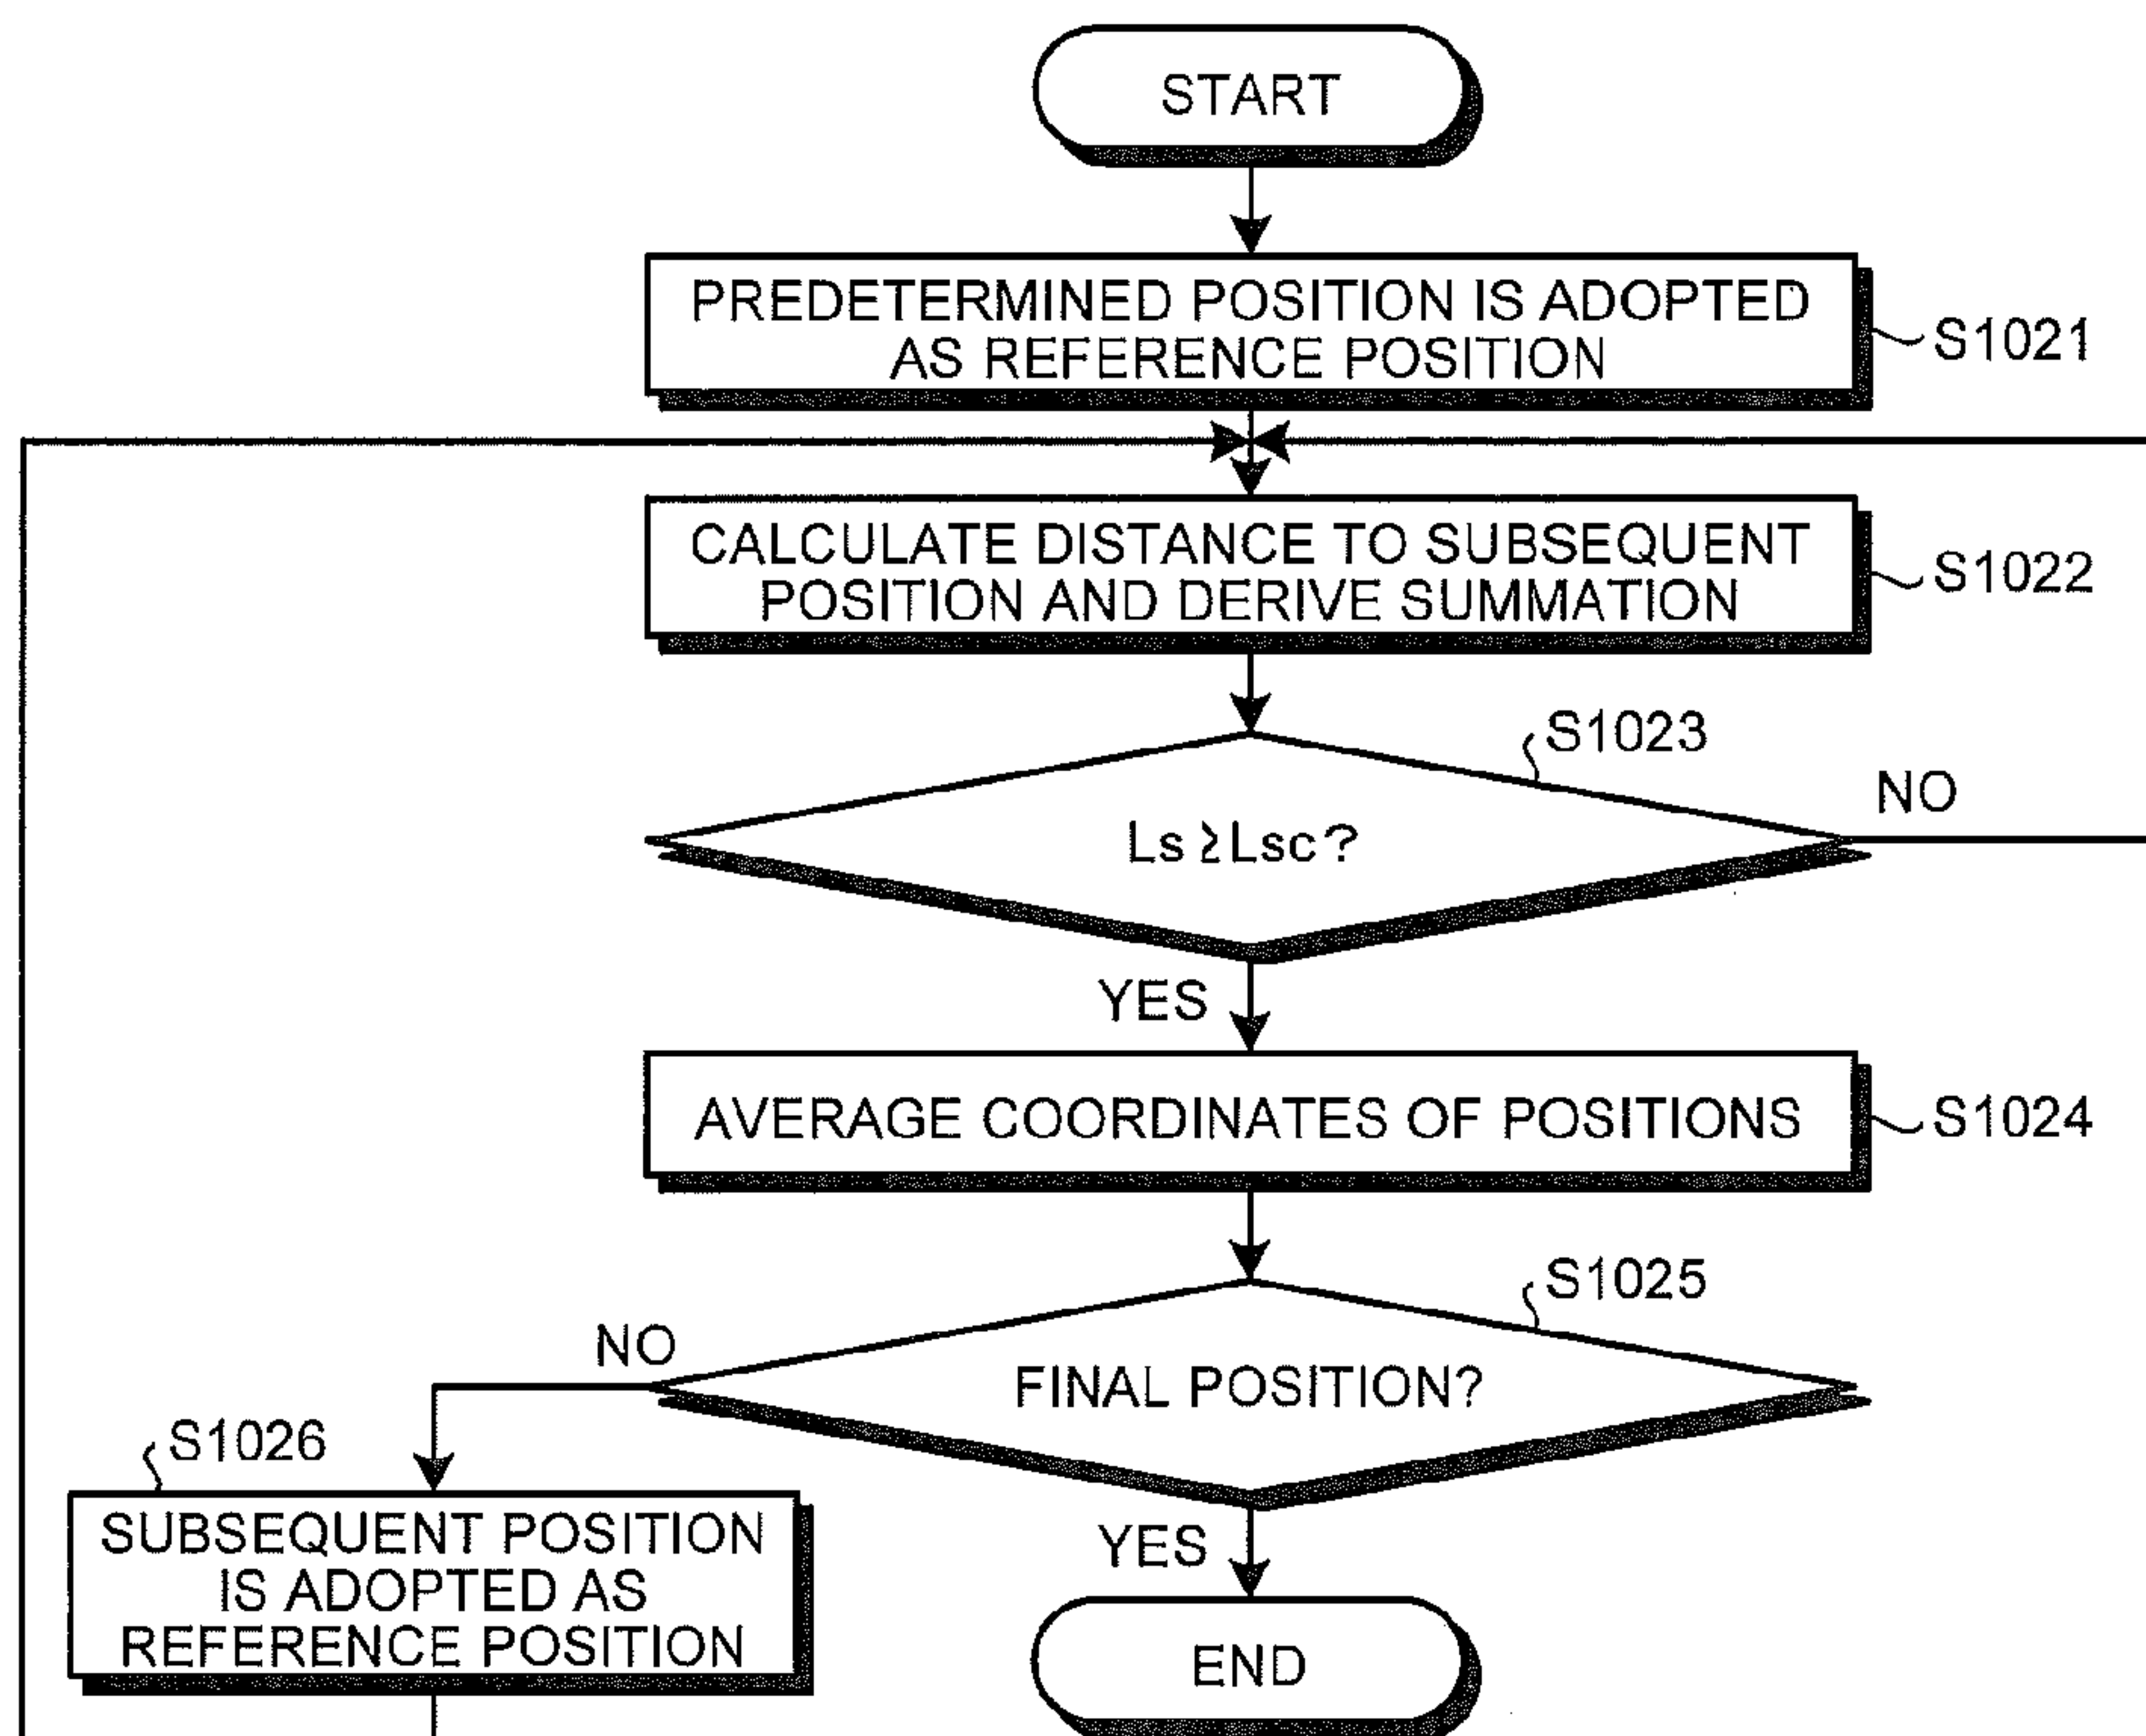 START
PREDETERMINED POSITION IS ADOPTED
AS REFERENCE POSITION
S1021
CALCULATE DISTANCE TO SUBSEQUENT
POSITION AND DERIVE SUMMATION
S1022
S1023
NO
Ls≧Lsc?
YES
AVERAGE COORDINATES OF POSITIONS
S1024
S1025
NO
FINAL POSITION?
S1026
SUBSEQUENT POSITION
IS ADOPTED AS
REFERENCE POSITION
YES
END